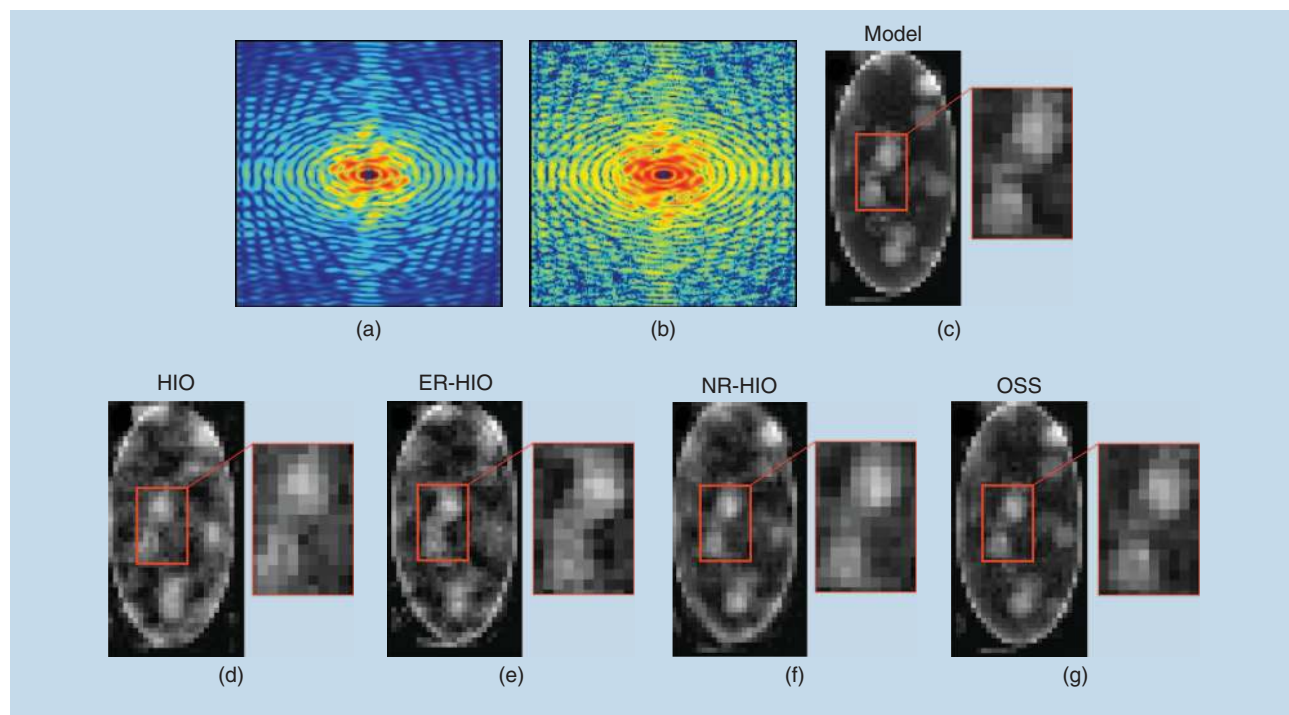 Model
(a)
(b)
(c)
HIO
ER-HIO
NR-HIO
OSS
(d)
(e)
(f)
(g)